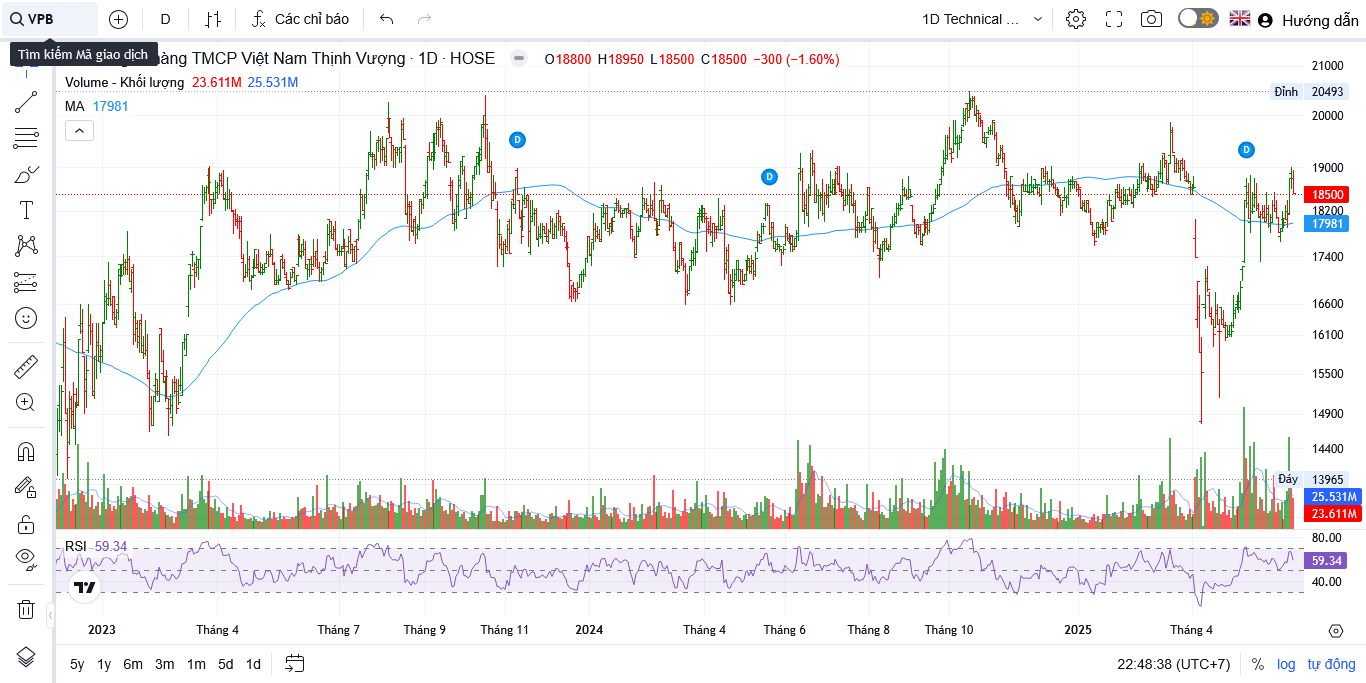 VPB
D
Các chỉ báo
1D Technical ...
Hướng dẫn
Tìm kiếm Mã giao dịch
hàng TMCP Việt Nam Thịnh Vượng · 1D · HOSE
O18800 H18950 L18500 C18500 −300 (−1.60%)
Volume - Khối lượng 23.611M 25.531M
MA 17981
D
D
D
21000
Đỉnh 20493
20000
19000
18500
18200
17981
17400
16600
16100
15500
14900
14400
Đáy 13965
25.531M
23.611M
RSI 59.34
80.00
59.34
40.00
2023 Tháng 4 Tháng 7 Tháng 9 Tháng 11 2024 Tháng 4 Tháng 6 Tháng 8 Tháng 10 2025 Tháng 4
5y 1y 6m 3m 1m 5d 1d
22:48:38 (UTC+7) % log tự động